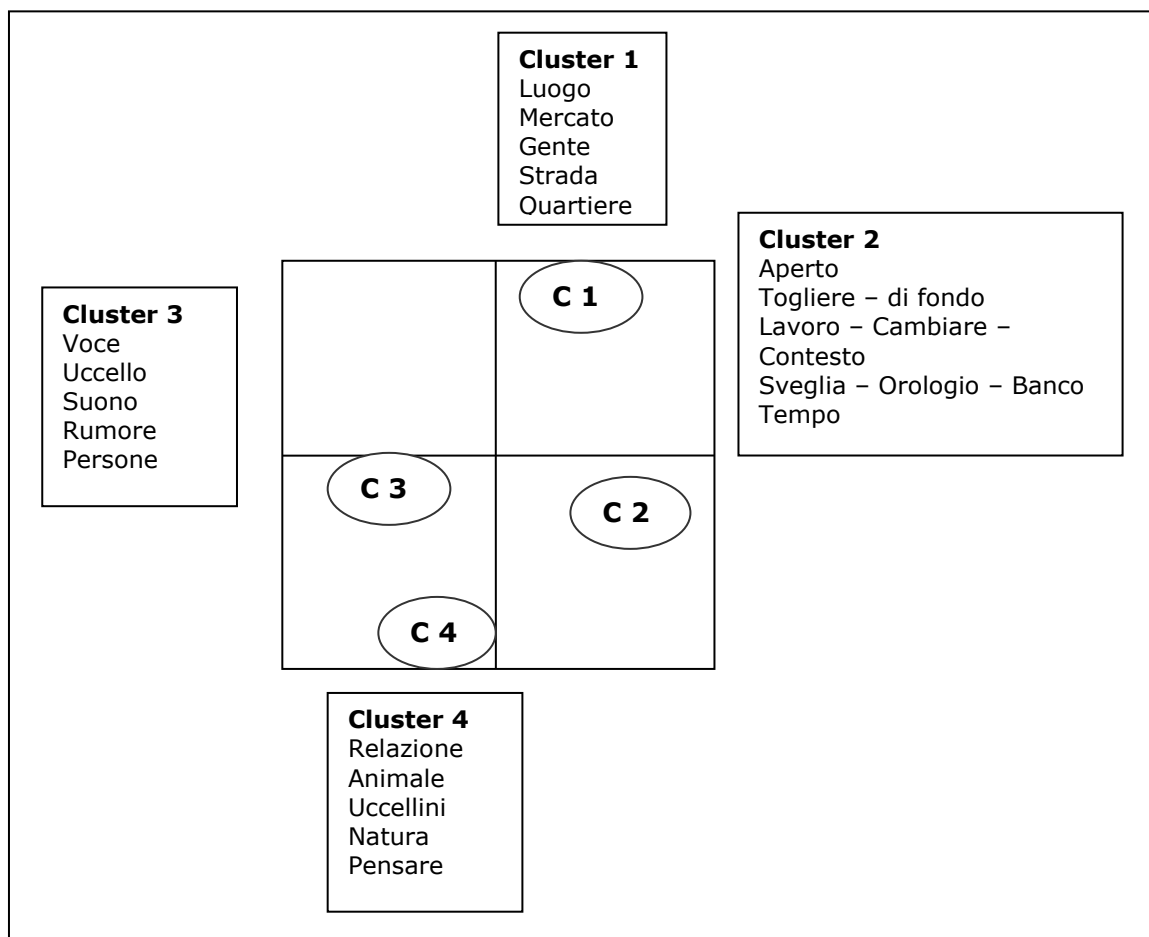 Cluster 1
Luogo
Mercato
Gente
Strada
Quartiere
Cluster 2
Aperto
Togliere – di fondo
Lavoro – Cambiare –
Contesto
Sveglia – Orologio – Banco
Tempo
Cluster 3
Voce
Uccello
Suono
Rumore
Persone
C 1
C 3
C 2
C 4
Cluster 4
Relazione
Animale
Uccellini
Natura
Pensare